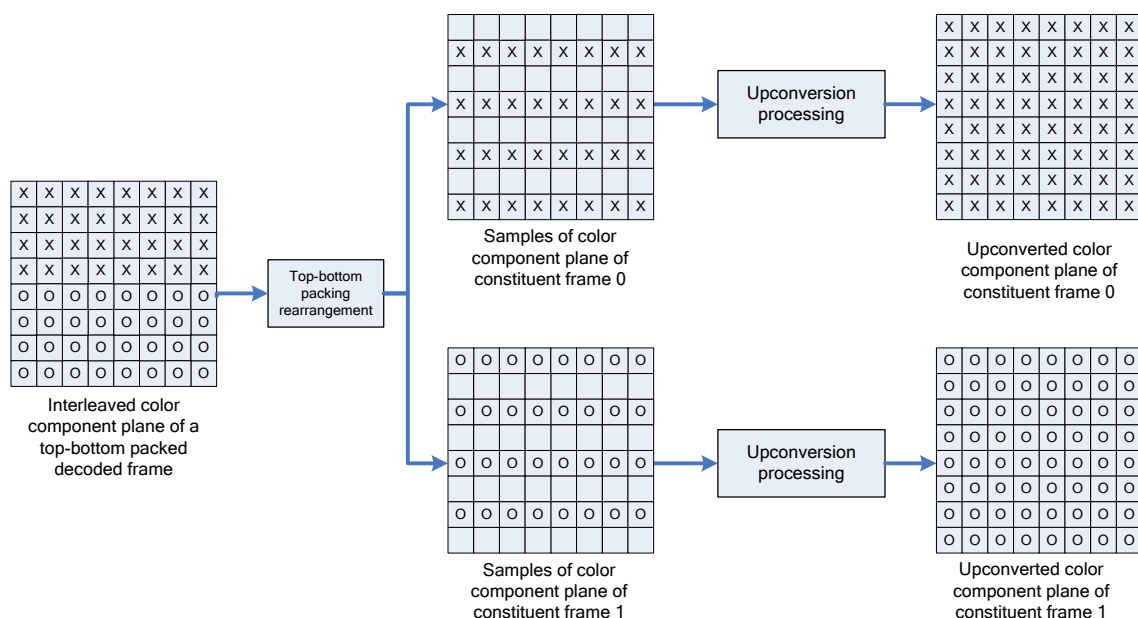 X X X X X X X X
X X X X X X X X
X X X X X X X X
X X X X X X X X
O O O O O O O O
O O O O O O O O
O O O O O O O O
O O O O O O O O
Interleaved color
component plane of a
top-bottom packed
decoded frame
Top-bottom
packing
rearrangement
X X X X X X X X
X X X X X X X X
X X X X X X X X
X X X X X X X X
Samples of color
component plane of
constituent frame 0
Upconversion
processing
X X X X X X X X
X X X X X X X X
X X X X X X X X
X X X X X X X X
X X X X X X X X
X X X X X X X X
X X X X X X X X
X X X X X X X X
Upconverted color
component plane of
constituent frame 0
O O O O O O O O
O O O O O O O O
O O O O O O O O
O O O O O O O O
Samples of color
component plane of
constituent frame 1
Upconversion
processing
O O O O O O O O
O O O O O O O O
O O O O O O O O
O O O O O O O O
O O O O O O O O
O O O O O O O O
O O O O O O O O
O O O O O O O O
Upconverted color
component plane of
constituent frame 1